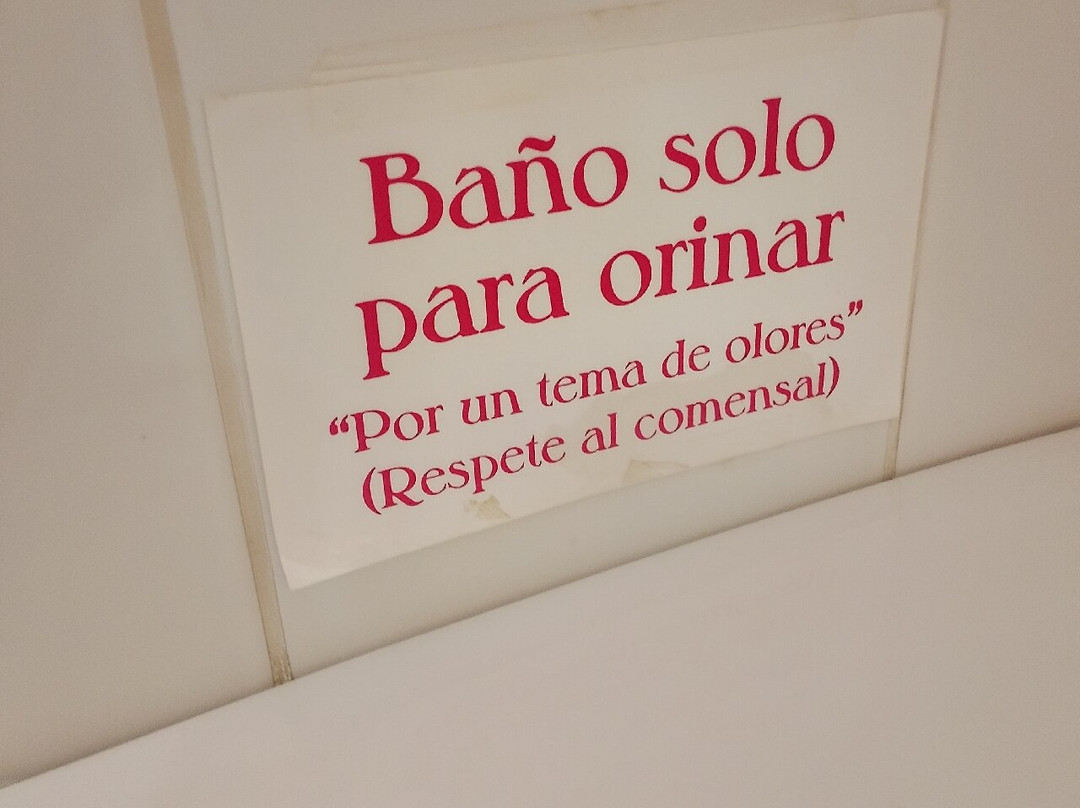 Baño solo
para orinar
“Por un tema de olores”
(Respete al comensal)